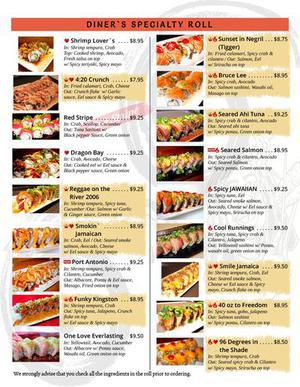 DINER`S SPECIALTY ROLL
Shrimp Lover`s . . . . $8.95
In: Shrimp tempura, Crab
Top: Cooked shrimp, Avocado,
Fresh salsa on top
w/ Spicy teriyaki, Spicy mayo
4:20 Crunch . . . . . $8.95
In: Fried calamari, Crab, Cheese
Out: Crunch flake w/ Garlic
sauce, Eel sauce & Spicy mayo
Red Stripe . . . . . . $9.25
In: Crab, Scallop, Cucumber
Out: Tuna
Black pepper sauce, Green onion
Dragon Bay . . . . . . $9.25
In: Crab, Avocado, Cheese
Out: Cooked eel w/ Eel sauce &
Black pepper sauce, Green onion
Reggae on the . . . . $9.25
River 2006
In: Shrimp tempura, Spicy tuna,
Cucumber /Out: Salmon w/ Garlic
& Ginger sauce, Green onion
Smokin`. . . . . . . . $9.25
Jamaican
In: Crab, Eel / Out: Seared smoke
salmon, Avocado, Cheese
w/ Eel sauce & Spicy mayo
Port Antonio . . . . . $9.25
In: Shrimp tempura, Spicy crab &
Cilantro, Cucumber
Out: Albacore, Ponzu & Eel sauce,
Masago, Fried onion on top
Funky Kingston . . . . $8.95
In: Shrimp tempura, Crab
Out: Spicy tuna, Jalapeno, Crunch
flake on top
w/ Eel sauce & Spicy mayo
One Love Everlasting $9.50
In: Yellowtail, Avocado, Crab
Out: Albacore w/ Ponzu sauce,
Wasabi oil, Green onion on top
Sunset in Negril . . . $8.75
(Tigger)
In: Fried calamari, Spicy crab &
Cilantro / Out: Salmon, Eel
w/ Sriracha on top
Bruce Lee . . . . . . . $8.95
In: Spicy tuna, Crab
Out: Salmon sashimi, Wasabi oil,
Masago on top
Seared Ahi Tuna . . $8.95
In: Spicy crab & cilantro, Avocado
Out: Seared ahi tuna
w/ Spicy ponzu, Green onion
Seared Salmon . . . . $8.95
In: Spicy crab & cilantro, Avocado
Out: Seared Salmon
w/ Spicy ponzu, Green onion
Spicy JAWAIIAN . . . $9.25
In: Spicy tuna, Eel
Out: Seared smoke salmon,
Avocado, Cheese w/ Eel sauce
& Spicy mayo, Sriracha on top
Cool Runnings . . . . $9.50
In: Spicy tuna, Spicy crab &
Cilantro, Jalapeno
Out: Yellowtail sashimi w/ Ponzu,
wasabi oil, green onion on top
Smile Jamaica . . . . $9.50
In: Shrimp tempura, Crab, Eel
Out: Seared Smoke salmon,
Cheese w/ Eel sauce & Spicy
mayo, Crunch flake on top
40 oz to Freedom . $8.95
In: Spicy tuna, gobo, jalapeno
Out: Salmon sashimi
w/ Spicy ponzu, Cilantro on top
96 Degrees in . . . . . $8.50
the Shade
In: Shrimp tempura, Crab
Out: Seared spicy crab & Cilantro
w/ Spicy mayo, Sriracha on top
We strongly advise that you check all the ingredients in the roll prior to ordering.